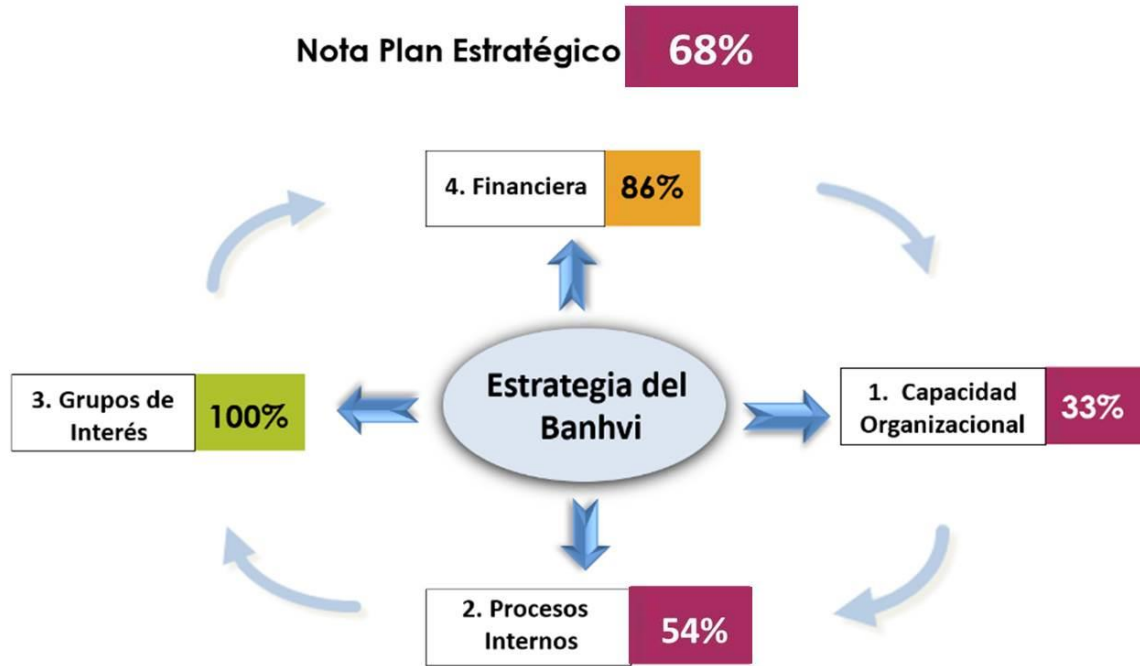 Nota Plan Estratégico 68%
4. Financiera 86%
3. Grupos de
Interés
100%
Estrategia del
Banhvi
1. Capacidad
Organizacional
33%
2. Procesos
Internos
54%